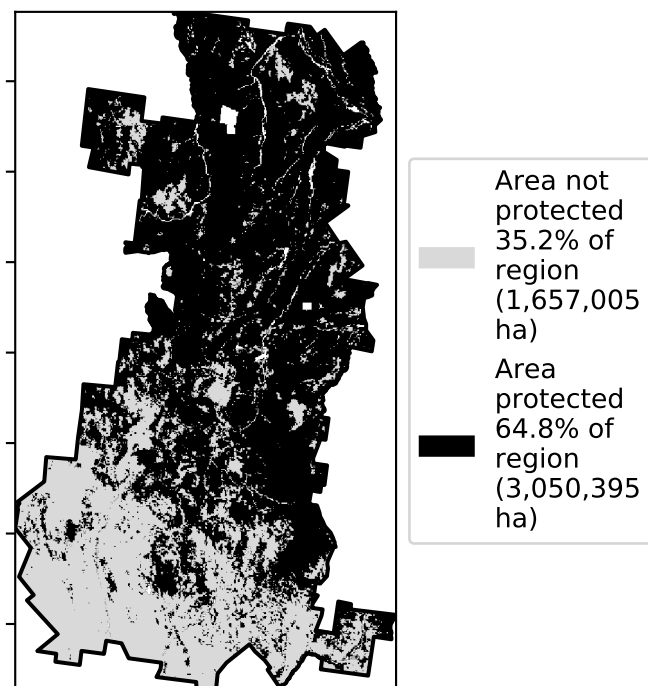 Area not
protected
35.2% of
region
(1,657,005
ha)
Area
protected
64.8% of
region
(3,050,395
ha)